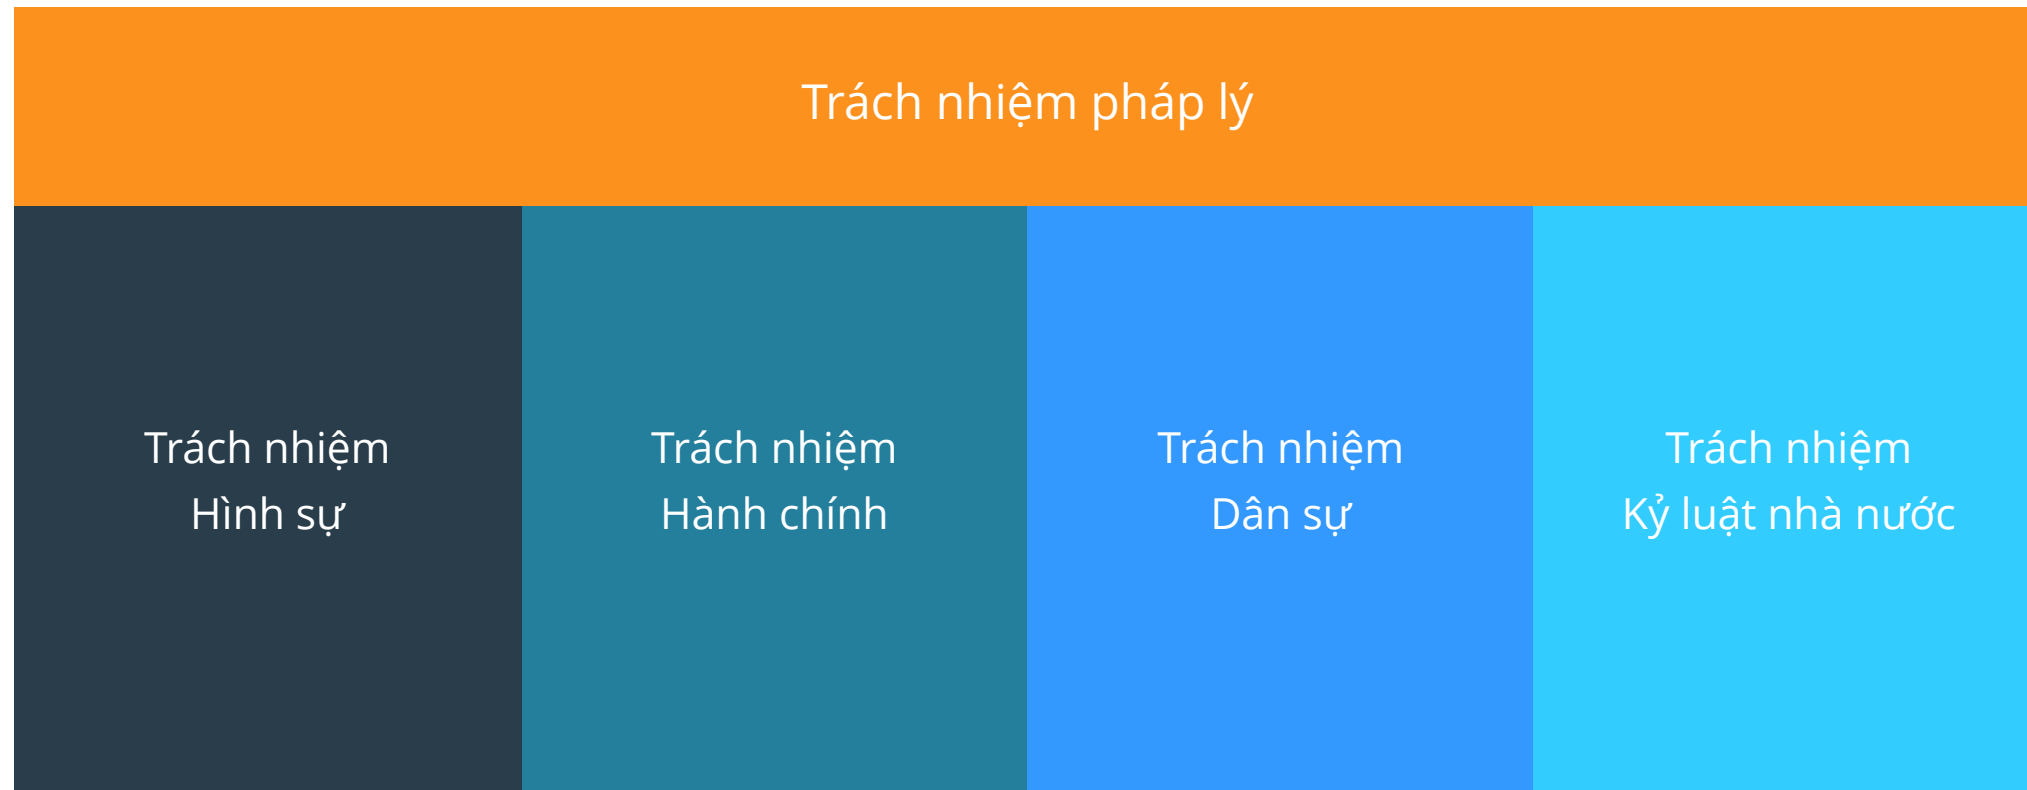 Trách nhiệm pháp lý
Trách nhiệm
Hình sự
Trách nhiệm
Hành chính
Trách nhiệm
Dân sự
Trách nhiệm
Kỷ luật nhà nước